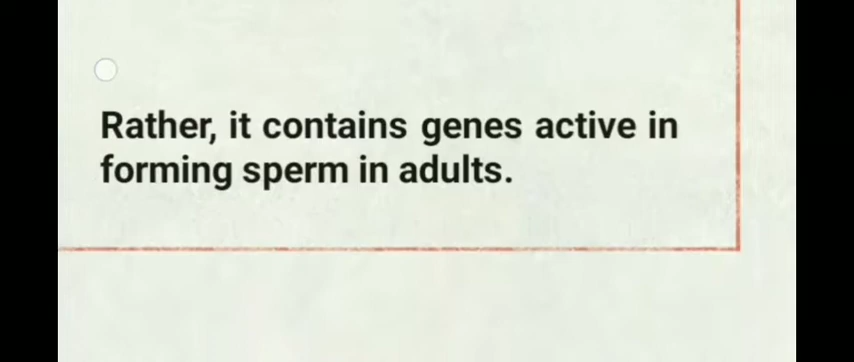 Rather, it contains genes active in
forming sperm in adults.